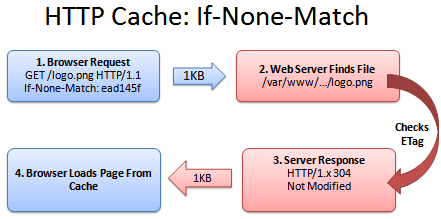 HTTP Cache: If-None-Match
1. Browser Request
GET /logo.png HTTP/1.1
If-None-Match: ead145f
1KB
2. Web Server Finds File
/var/www/.../logo.png
Checks
ETag
3. Server Response
HTTP/1.x 304
Not Modified
1KB
4. Browser Loads Page From
Cache